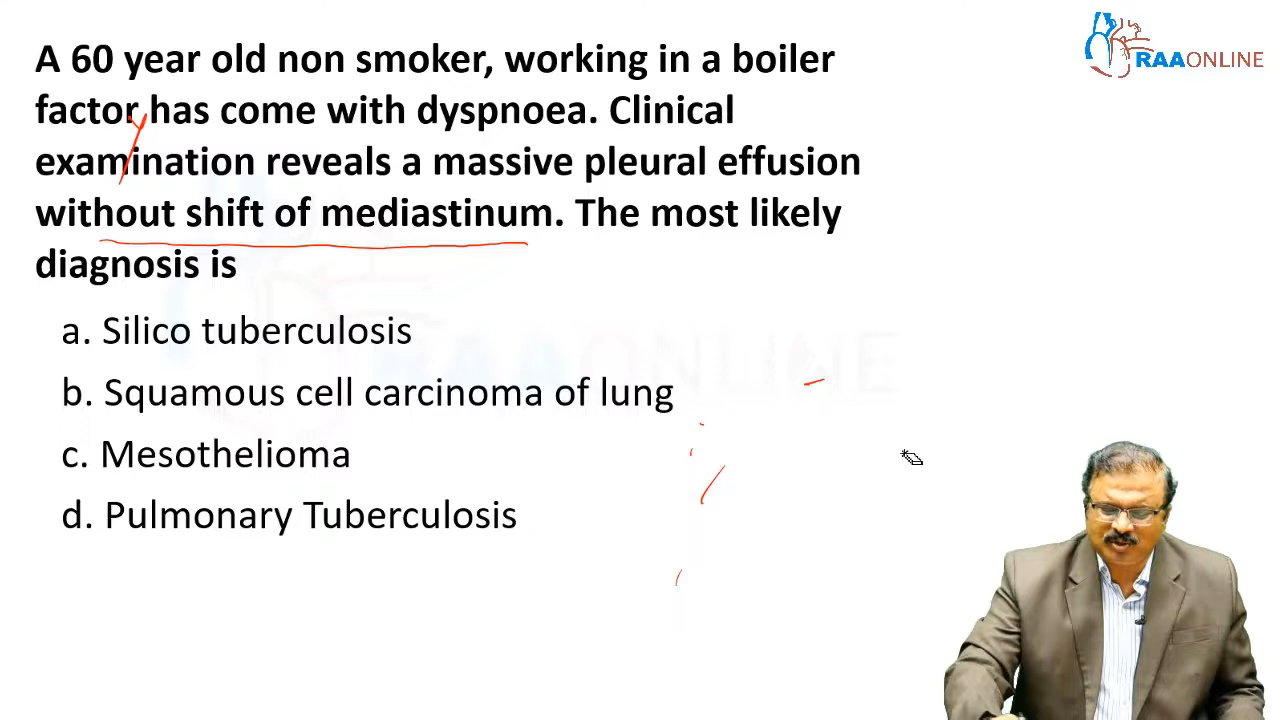 RAAONLINE
A 60 year old non smoker, working in a boiler
factory has come with dyspnoea. Clinical
examination reveals a massive pleural effusion
without shift of mediastinum. The most likely
diagnosis is
a. Silico tuberculosis
RAAONLINE
b. Squamous cell carcinoma of lung
c. Mesothelioma
d. Pulmonary Tuberculosis